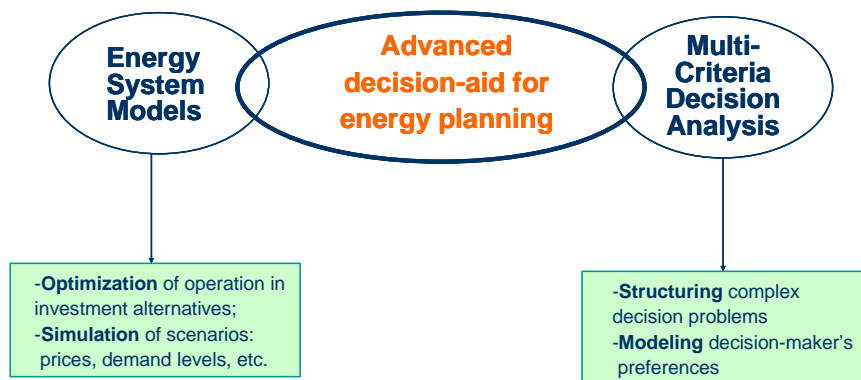 Energy
System
Models
Advanced
decision-aid for
energy planning
Multi-
Criteria
Decision
Analysis
-Optimization of operation in
investment alternatives;
-Simulation of scenarios:
prices, demand levels, etc.
-Structuring complex
decision problems
-Modeling decision-maker's
preferences